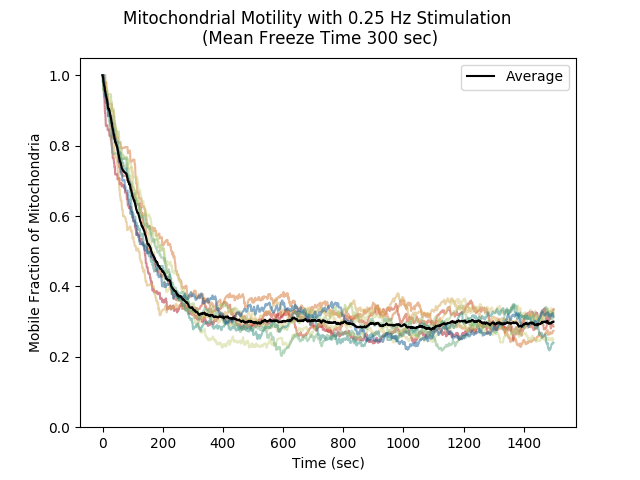 Mitochondrial Motility with 0.25 Hz Stimulation
(Mean Freeze Time 300 sec)
Average
1.0
0.8
0.6
0.4
0.2
0.0
Mobile Fraction of Mitochondria
0
200
400
600
800
1000
1200
1400
Time (sec)